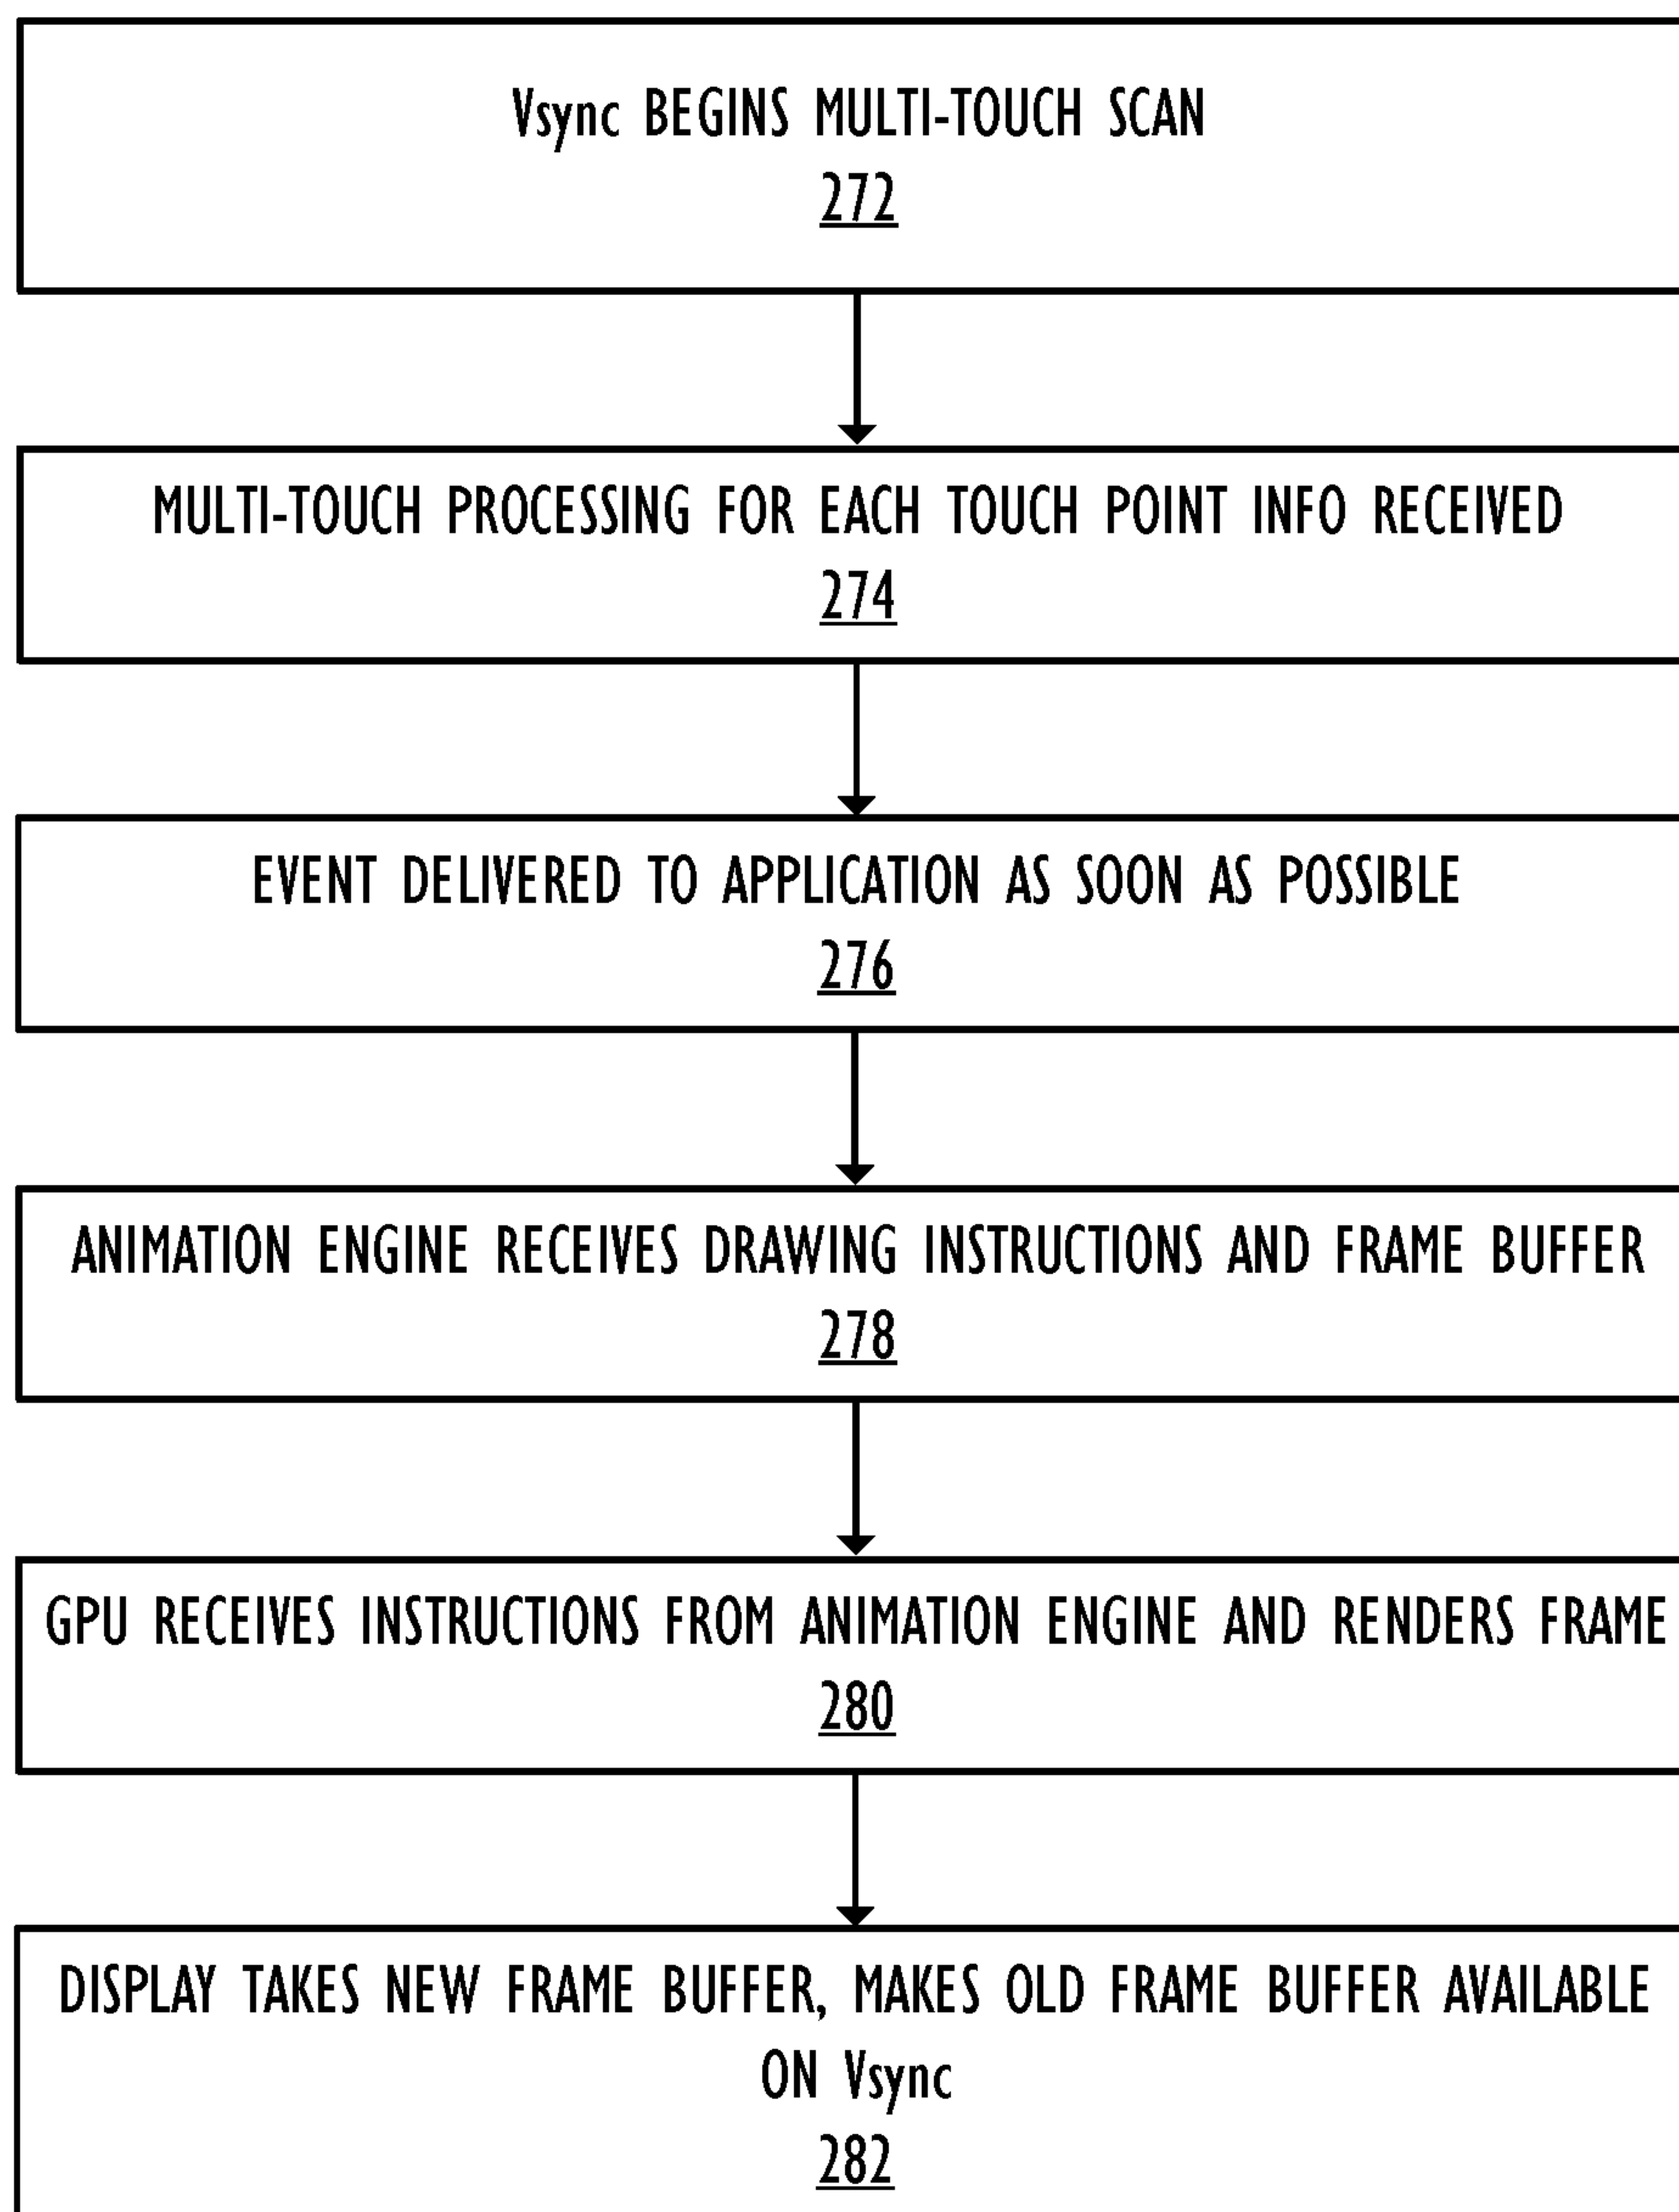 Vsync BEGINS MULTI-TOUCH SCAN
272
MULTI-TOUCH PROCESSING FOR EACH TOUCH POINT INFO RECEIVED
274
EVENT DELIVERED TO APPLICATION AS SOON AS POSSIBLE
276
ANIMATION ENGINE RECEIVES DRAWING INSTRUCTIONS AND FRAME BUFFER
278
GPU RECEIVES INSTRUCTIONS FROM ANIMATION ENGINE AND RENDERS FRAME
280
DISPLAY TAKES NEW FRAME BUFFER, MAKES OLD FRAME BUFFER AVAILABLE
ON Vsync
282